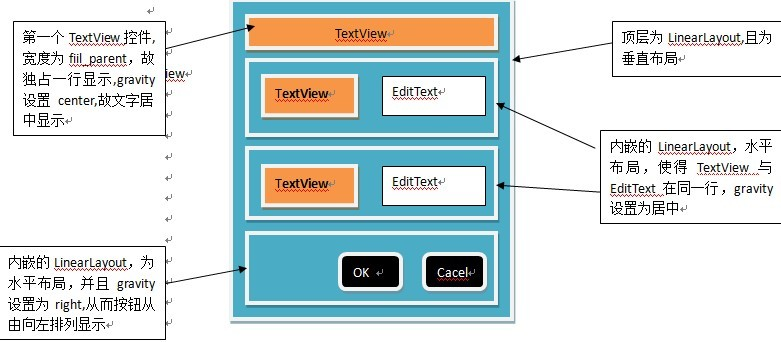 第一个 TextView 控件,
宽度为 fiil_parent，故
独占一行显示,gravity
设置 center,故文字居
中显示
iew
TextView
顶层为 LinearLayout,且为
垂直布局
TextView
EditText
内嵌的 LinearLayout，水平
布局，使得 TextView 与
EditText 在同一行，gravity
设置为居中
TextView
EditText
内嵌的 LinearLayout，为
水平布局，并且 gravity
设置为 right,从而按钮从
由向左排列显示
OK
Cacel